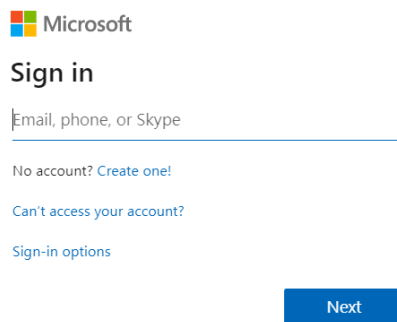 Microsoft
Sign in
Email, phone, or Skype
No account? Create one!
Can't access your account?
Sign-in options
Next